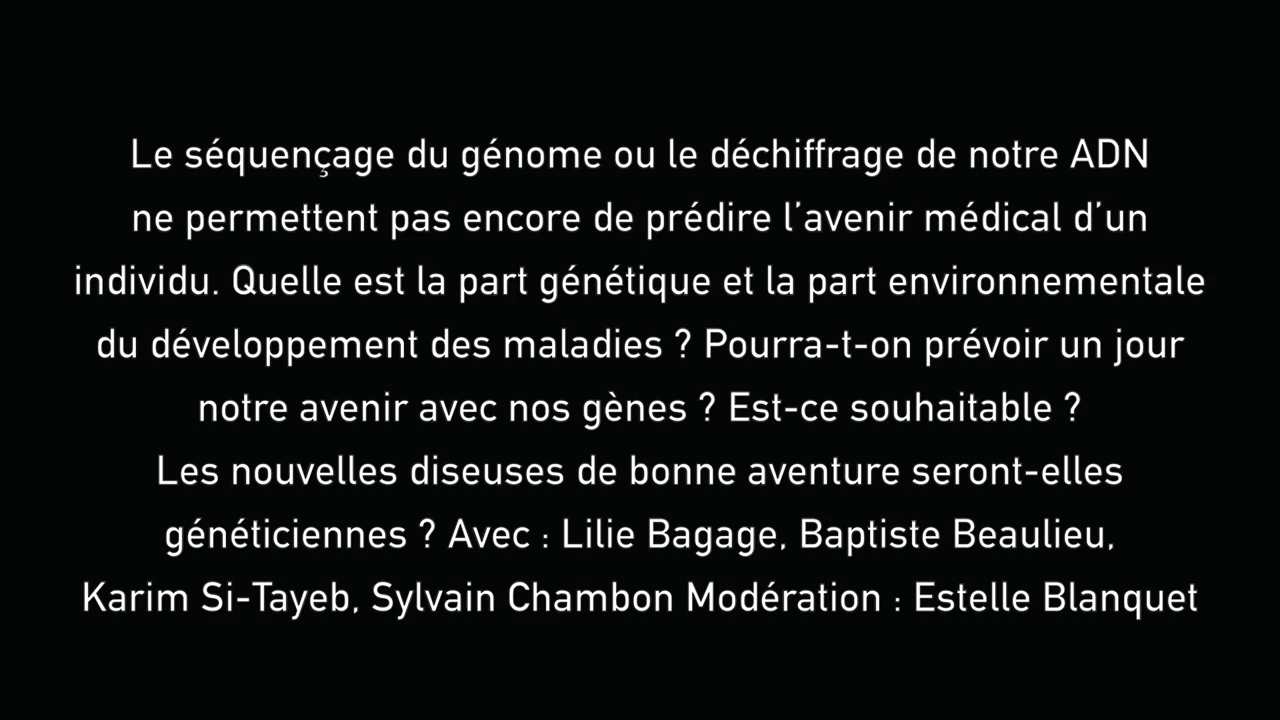 Le séquençage du génome ou le déchiffrage de notre ADN
ne permettent pas encore de prédire l’avenir médical d’un
individu. Quelle est la part génétique et la part environnementale
du développement des maladies ? Pourra-t-on prévoir un jour
notre avenir avec nos gènes ? Est-ce souhaitable ?
Les nouvelles diseuses de bonne aventure seront-elles
généticiennes ? Avec : Lilie Bagage, Baptiste Beaulieu,
Karim Si-Tayeb, Sylvain Chambon Modération : Estelle Blanquet